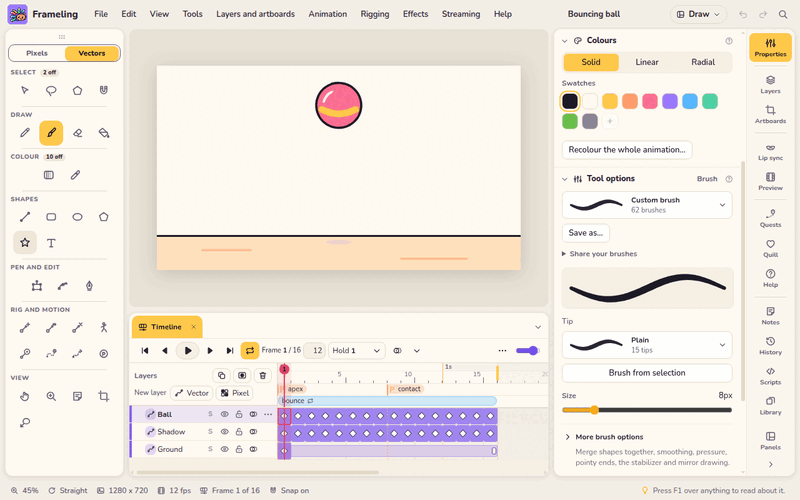 Frameling File Edit View Tools Layers and artboards Animation Rigging Effects Streaming Help Bouncing ball Draw
Pixels Vectors
SELECT 2 off
DRAW
COLOUR 10 off
SHAPES
PEN AND EDIT
RIG AND MOTION
VIEW
Timeline
Frame 1 / 16 12 Hold 1
Layers
New layer Vector Pixel
1 5 10 15
1s
apex contact
bounce
Ball S
Shadow S
Ground S
Colours
Solid Linear Radial
Swatches
Recolour the whole animation...
Tool options Brush
Custom brush
62 brushes
Save as...
Share your brushes
Tip
Plain
15 tips
Brush from selection
Size 8px
More brush options
Merge shapes together, smoothing, pressure,
pointy ends, the stabilizer and mirror drawing.
Properties
Layers
Artboards
Lip sync
Preview
Quests
Quill
Help
Notes
History
Scripts
Library
Panels
45% Straight 1280 x 720 12 fps Frame 1 of 16 Snap on Press F1 over anything to read about it.